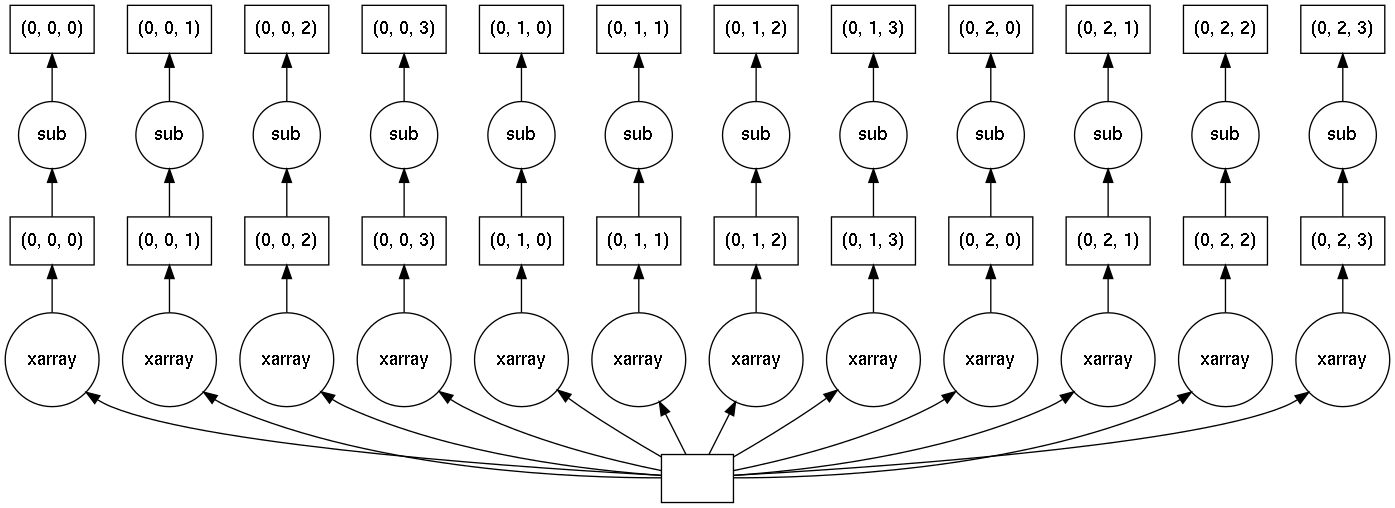 (0, 0, 0) (0, 0, 1) (0, 0, 2) (0, 0, 3) (0, 1, 0) (0, 1, 1) (0, 1, 2) (0, 1, 3) (0, 2, 0) (0, 2, 1) (0, 2, 2) (0, 2, 3)
sub sub sub sub sub sub sub sub sub sub sub sub
(0, 0, 0) (0, 0, 1) (0, 0, 2) (0, 0, 3) (0, 1, 0) (0, 1, 1) (0, 1, 2) (0, 1, 3) (0, 2, 0) (0, 2, 1) (0, 2, 2) (0, 2, 3)
xarray xarray xarray xarray xarray xarray xarray xarray xarray xarray xarray xarray